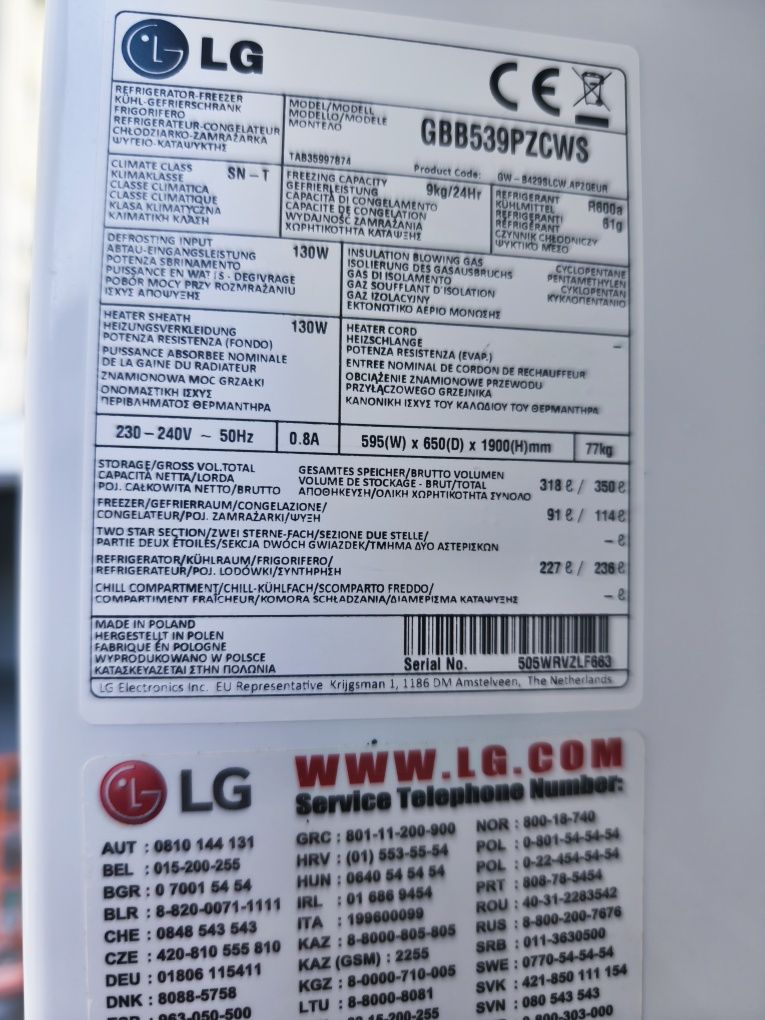 LG
CE
REFRIGERATOR-FREEZER
KÜHL-GEFRIERSCHRANK
FRIGORIFERO
REFRIGERATEUR-CONGELATEUR
CHŁODZIARKO-ZAMRAŻARKA
ΨΥΓΕΙΟ-ΚΑΤΑΨΥΚΤΗΣ
MODEL/MODELL
MODELLO/MODÈLE
ΜΟΝΤΕΛΟ
GBB539PZCWS
TAB35997874
Product Code: GW-B429SLCW.APZQEUR
CLIMATE CLASS SN-T
KLIMAKLASSE
CLASSE CLIMATICA
CLASSE CLIMATIQUE
KLASA KLIMATYCZNA
ΚΛΙΜΑΤΙΚΗ ΚΛΑΣΗ
FREEZING CAPACITY 9kg/24Hr
GEFRIERLEISTUNG
CAPACITÀ DI CONGELAMENTO
CAPACITE DE CONGELATION
WYDAJNOŚĆ ZAMRAŻANIA
ΧΩΡΗΤΙΚΟΤΗΤΑ ΚΑΤΑΨΥΞΗΣ
REFRIGERANT R600a
KÜHLMITTEL 61g
REFRIGERANTI
REFRIGERANT
CZYNNIK CHŁODNICZY
ΨΥΚΤΙΚΟ ΜΕΣΟ
DEFROSTING INPUT 130W
ABTAU-EINGANGSLEISTUNG
POTENZA SBRINAMENTO
PUISSANCE EN WATTS - DEGIVRAGE
POBÓR MOCY PRZY ROZMRAŻANIU
ΙΣΧΥΣ ΑΠΟΨΥΞΗΣ
INSULATION BLOWING GAS
ISOLIERUNG DES GASAUSBRUCHS CYCLOPENTANE
GAS DI ISOLAMENTO PENTAMETHYLEN
GAZ SOUFFLANT D'ISOLATION CYKLOPENTAN
GAZ IZOLACYJNY ΚΥΚΛΟΠΕΝΤΑΝΙΟ
ΕΚΤΟΝΩΤΙΚΟ ΑΕΡΙΟ ΜΟΝΩΣΗΣ
HEATER SHEATH 130W
HEIZUNGSVERKLEIDUNG
POTENZA RESISTENZA (FONDO)
PUISSANCE ABSORBEE NOMINALE
DE LA GAINE DU RADIATEUR
ZNAMIONOWA MOC GRZAŁKI
ΟΝΟΜΑΣΤΙΚΗ ΙΣΧΥΣ
ΠΕΡΙΒΛΗΜΑΤΟΣ ΘΕΡΜΑΝΤΗΡΑ
HEATER CORD –
HEIZSCHLANGE
POTENZA RESISTENZA (EVAP.)
ENTREE NOMINAL DE CORDON DE RECHAUFFEUR
OBCIĄŻENIE ZNAMIONOWE PRZEWODU
PRZYŁĄCZOWEGO GRZEJNIKA
ΚΑΝΟΝΙΚΗ ΙΣΧΥΣ ΤΟΥ ΚΑΛΩΔΙΟΥ ΤΟΥ ΘΕΡΜΑΝΤΗΡΑ
230-240V ~ 50Hz 0.8A 595(W) x 650(D) x 1900(H)mm 77kg
STORAGE/GROSS VOL.TOTAL GESAMTES SPEICHER/BRUTTO VOLUMEN
CAPACITÀ NETTA/LORDA VOLUME DE STOCKAGE - BRUT/TOTAL 318 ℓ / 350 ℓ
POJ. CAŁKOWITA NETTO/BRUTTO ΑΠΟΘΗΚΕΥΣΗ/ΟΛΙΚΗ ΧΩΡΗΤΙΚΟΤΗΤΑ ΣΥΝΟΛΟ
FREEZER/GEFRIERRAUM/CONGELAZIONE/
CONGELATEUR/POJ. ZAMRAŻARKI/ΨΥΞΗ 91 ℓ / 114 ℓ
TWO STAR SECTION/ZWEI STERNE-FACH/SEZIONE DUE STELLE/
PARTIE DEUX ÉTOILES/SEKCJA DWÓCH GWIAZDEK/ΤΜΗΜΑ ΔΥΟ ΑΣΤΕΡΙΣΚΩΝ – ℓ
REFRIGERATOR/KÜHLRAUM/FRIGORIFERO/
REFRIGERATEUR/POJ. LODÓWKI/ΣΥΝΤΗΡΗΣΗ 227 ℓ / 236 ℓ
CHILL COMPARTMENT/CHILL-KÜHLFACH/SCOMPARTO FREDDO/
COMPARTIMENT FRAÎCHEUR/KOMORA SCHŁADZANIA/ΔΙΑΜΕΡΙΣΜΑ ΚΑΤΑΨΥΞΗΣ – ℓ
MADE IN POLAND
HERGESTELLT IN POLEN
FABRIQUE EN POLOGNE
WYPRODUKOWANO W POLSCE
ΚΑΤΑΣΚΕΥΑΖΕΤΑΙ ΣΤΗΝ ΠΟΛΩΝΙΑ
Serial No. 505WRVZLF663
LG Electronics Inc. EU Representative Krijgsman 1, 1186 DM Amstelveen, The Netherlands
LG
WWW.LG.COM
Service Telephone Number:
AUT : 0810 144 131
BEL : 015-200-255
BGR : 0 7001 54 54
BLR : 8-820-0071-1111
CHE : 0848 543 543
CZE : 420-810 555 810
DEU : 01806 115411
DNK : 8088-5758
963-050-500
GRC : 801-11-200-900
HRV : (01) 553-55-54
HUN : 0640 54 54 54
IRL : 01 686 9454
ITA : 199600099
KAZ : 8-8000-805-805
KAZ (GSM) : 2255
KGZ : 8-0000-710-005
LTU : 8-8000-8081
15-200-255
NOR : 800-18-740
POL : 0-801-54-54-54
POL : 0-22-454-54-54
PRT : 808-78-5454
ROU : 40-31-2283542
RUS : 8-800-200-7676
SRB : 011-3630500
SWE : 0770-54-54-54
SVK : 421-850 111 154
SVN : 080 543 543
0-800-303-000